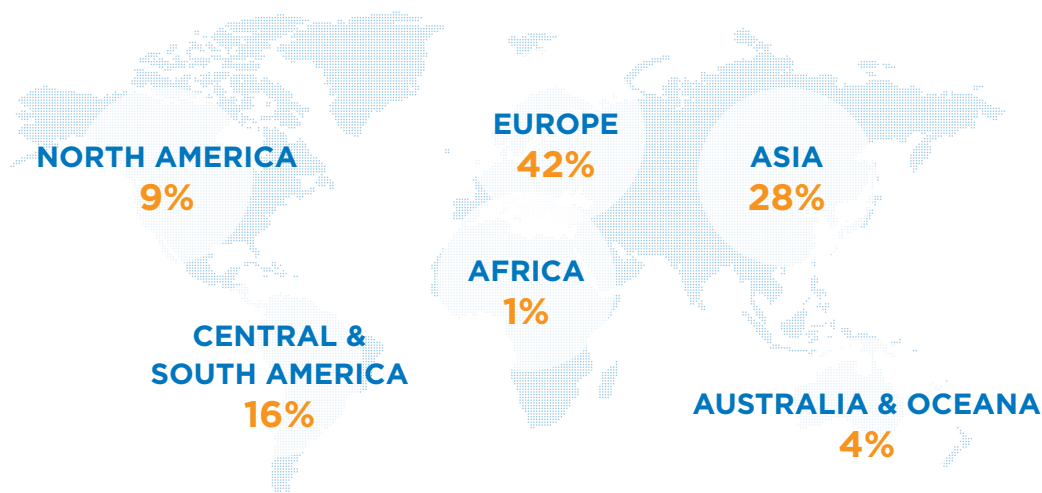 EUROPE
42%
NORTH AMERICA
9%
ASIA
28%
AFRICA
1%
CENTRAL &
SOUTH AMERICA
16%
AUSTRALIA & OCEANA
4%